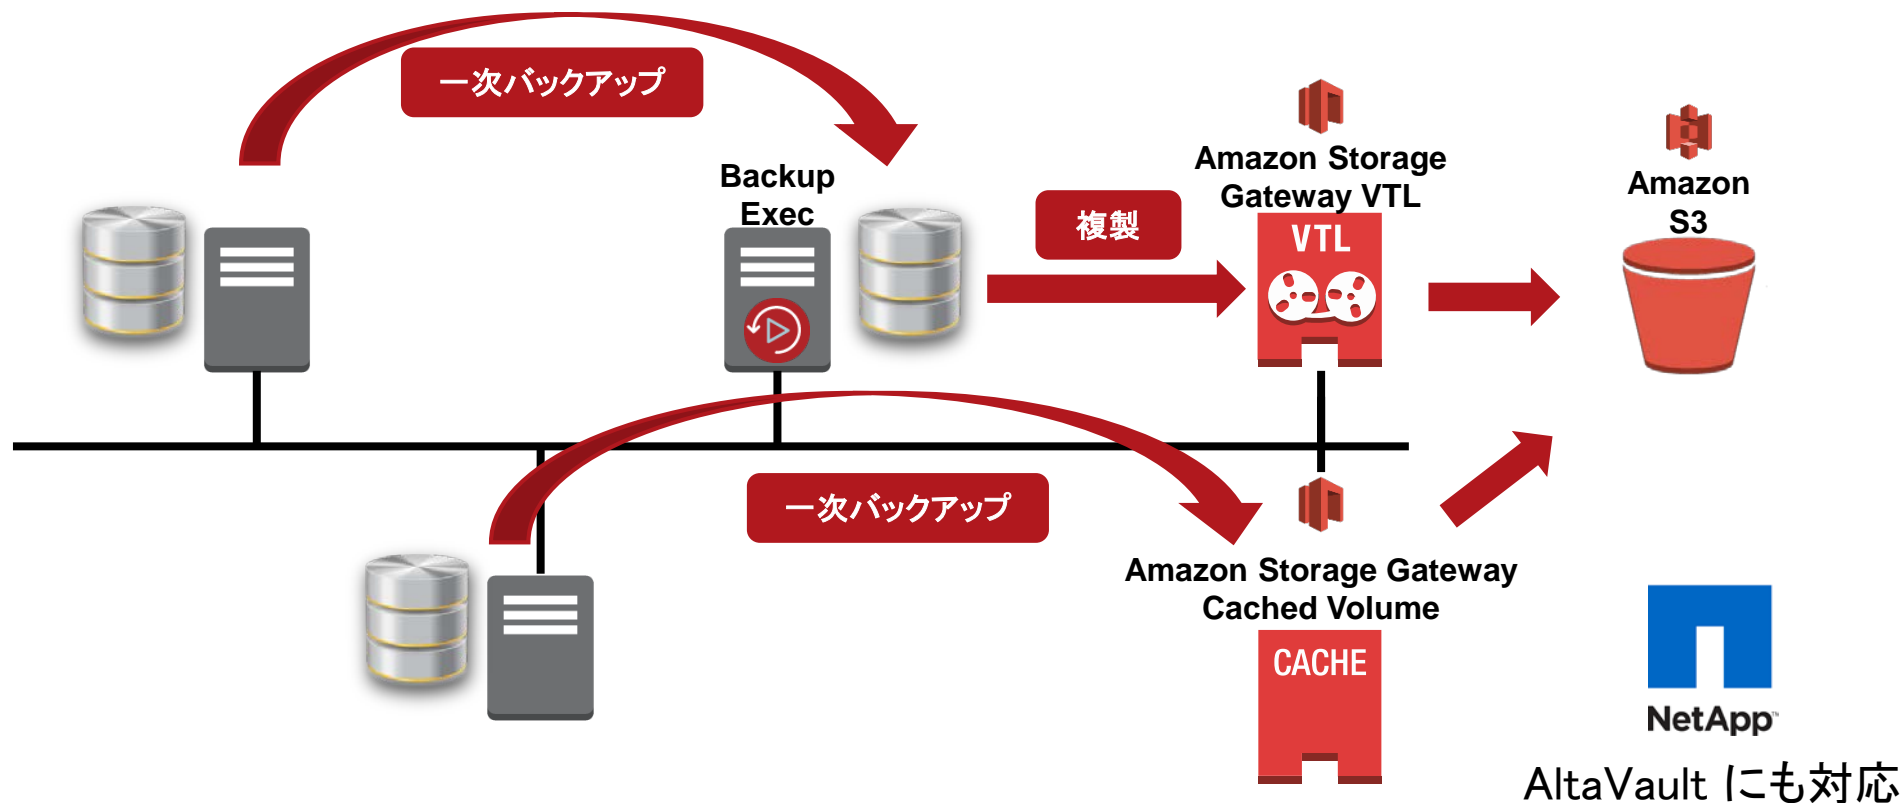 一次バックアップ
Backup
Exec
複製
Amazon Storage
Gateway VTL
VTL
Amazon
S3
一次バックアップ
Amazon Storage Gateway
Cached Volume
CACHE
NetApp™
AltaVault にも対応